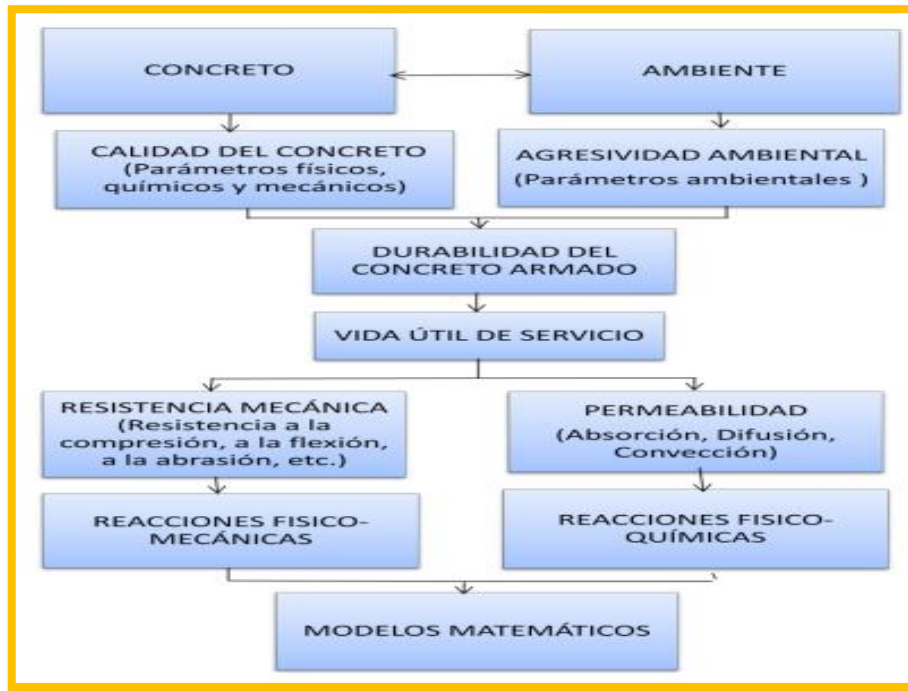 CONCRETO
AMBIENTE
CALIDAD DEL CONCRETO
(Parámetros físicos,
químicos y mecánicos)
AGRESIVIDAD AMBIENTAL
(Parámetros ambientales )
DURABILIDAD DEL
CONCRETO ARMADO
VIDA ÚTIL DE SERVICIO
RESISTENCIA MECÁNICA
(Resistencia a la
compresión, a la flexión,
a la abrasión, etc.)
PERMEABILIDAD
(Absorción, Difusión,
Convección)
REACCIONES FISICO-
MECÁNICAS
REACCIONES FISICO-
QUÍMICAS
MODELOS MATEMÁTICOS